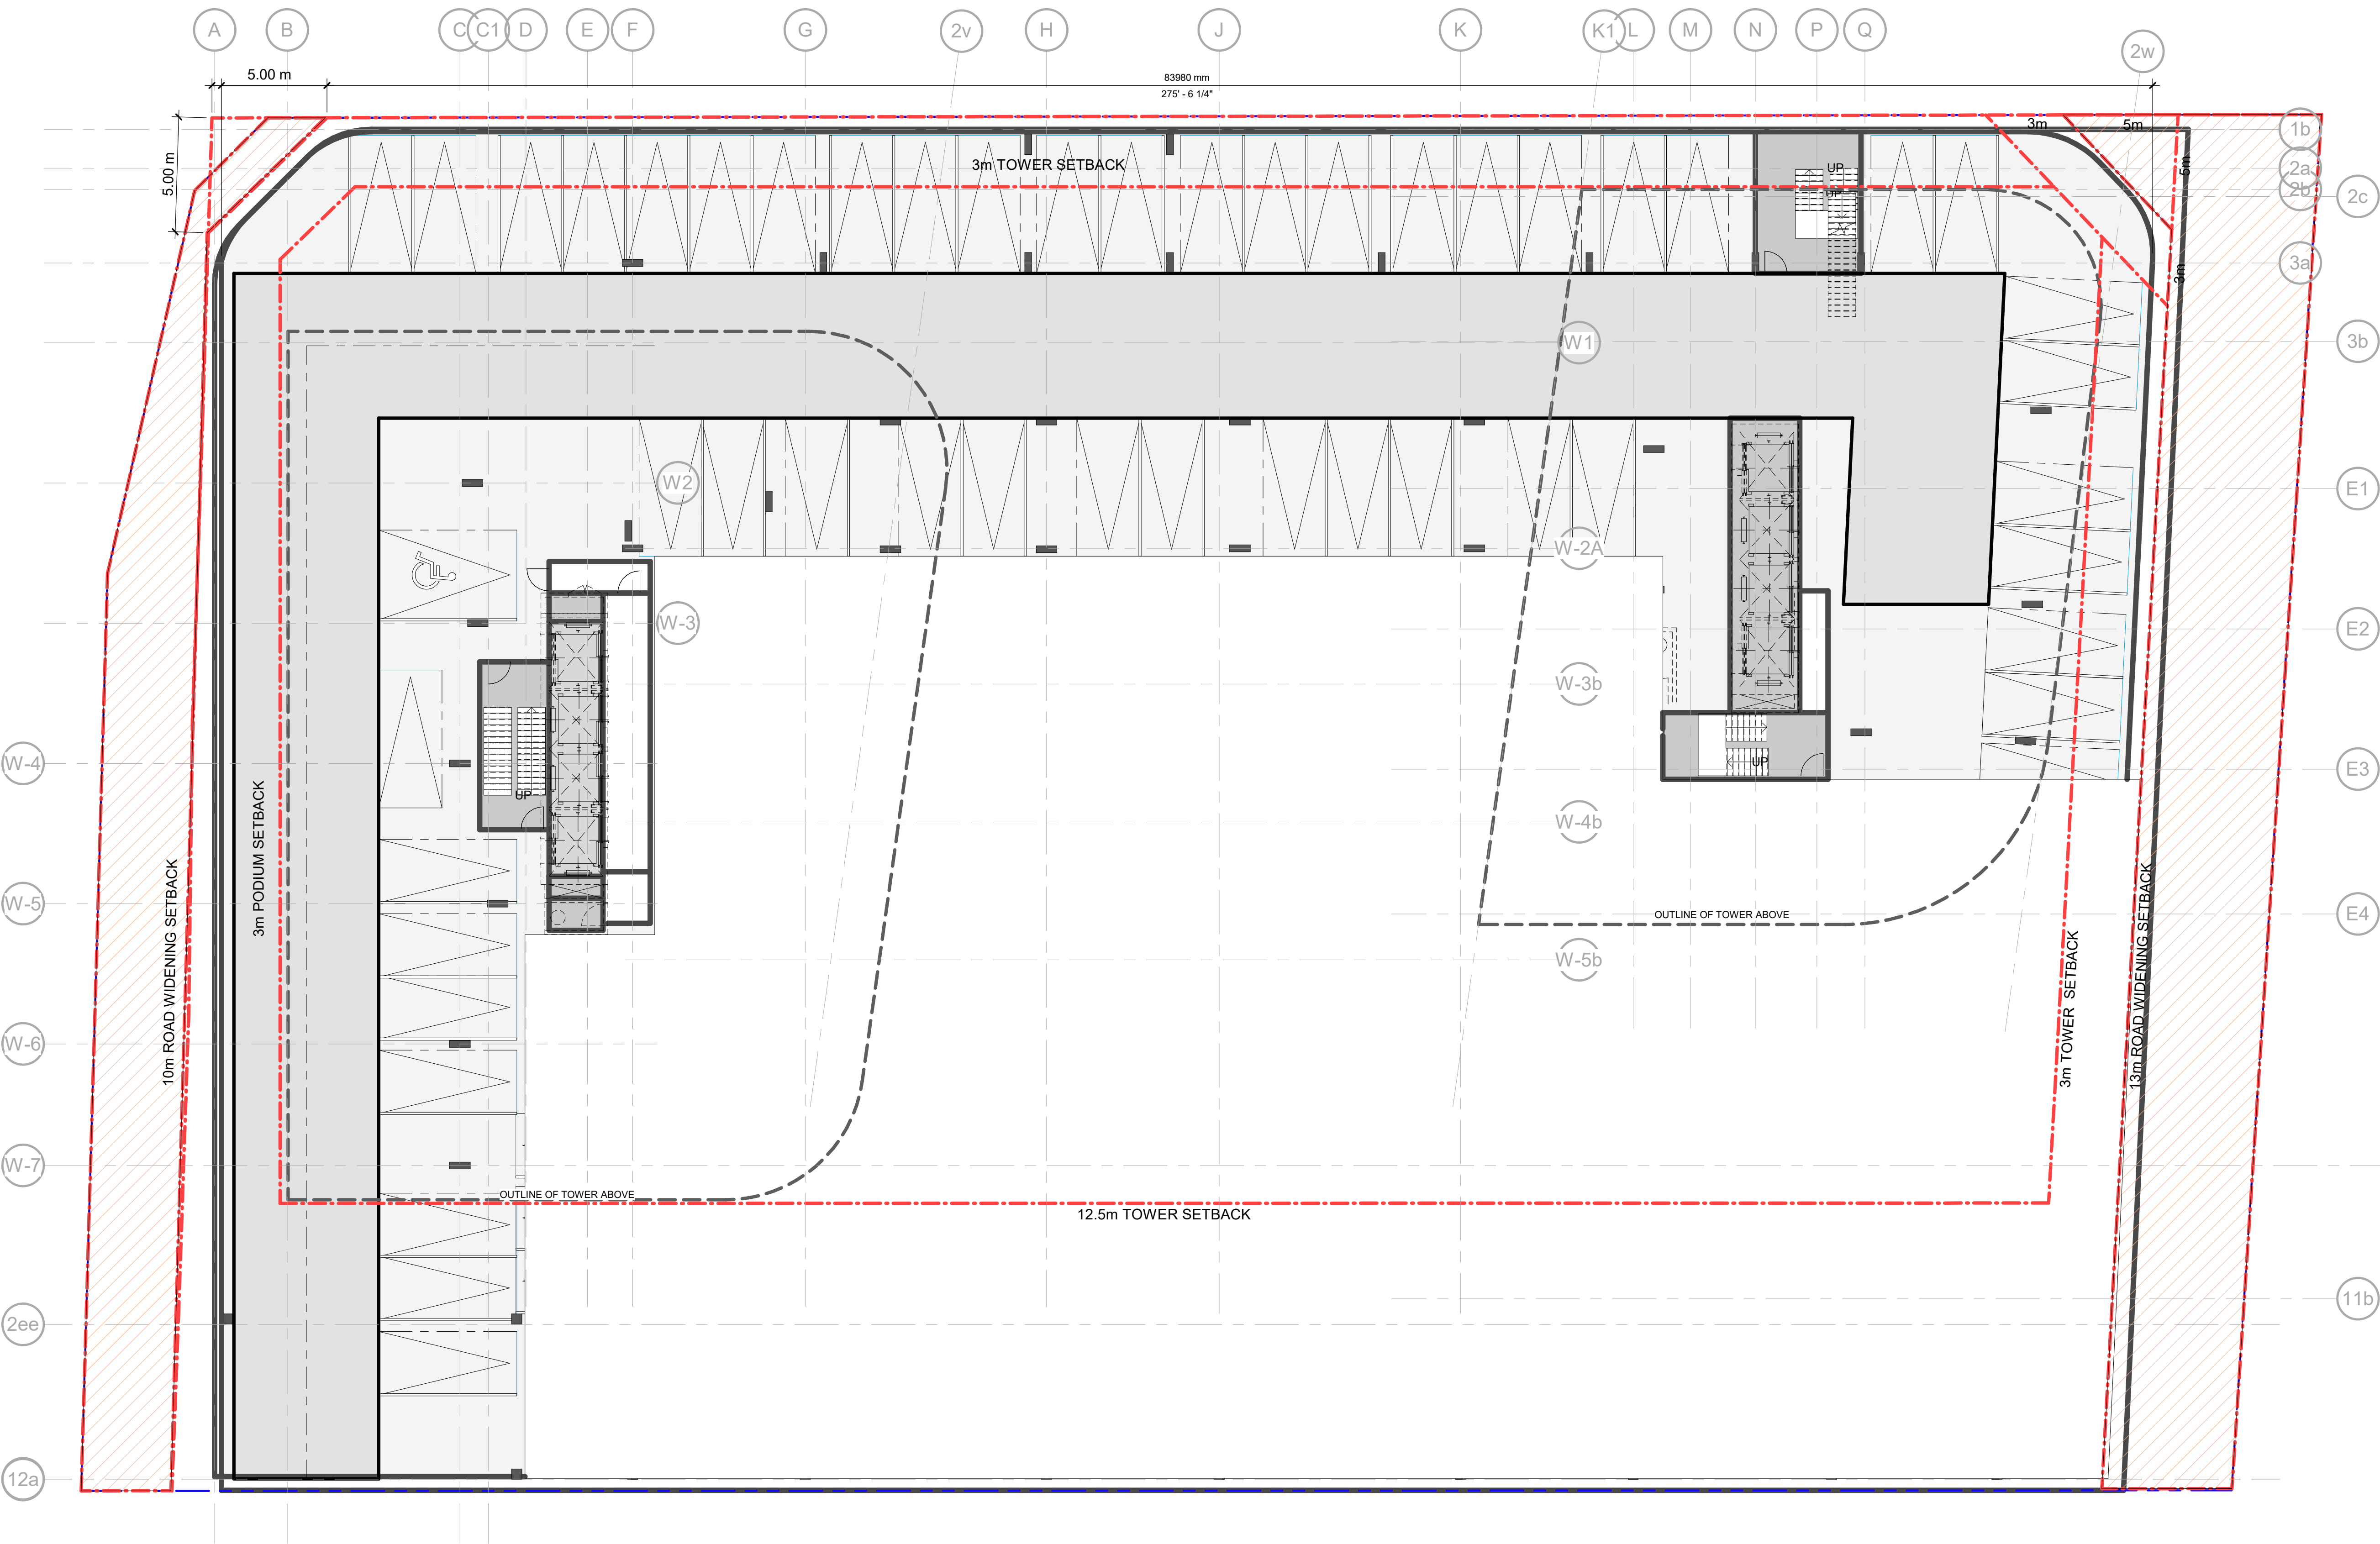 A
B
C
C1
D
E
F
G
2v
H
J
K
K1
L
M
N
P
Q
2w
5.00 m
83980 mm
275' - 6 1/4"
5.00 m
3m
5m
1b
3m TOWER SETBACK
UP
2a
5m
UP
2b
2c
3a
3m
W1
3b
W2
E1
W-2A
W-3
E2
W-3b
W-4
UP
E3
UP
W-4b
3m PODIUM SETBACK
10m ROAD WIDENING SETBACK
W-5
OUTLINE OF TOWER ABOVE
E4
W-5b
3m TOWER SETBACK
13m ROAD WIDENING SETBACK
W-6
W-7
OUTLINE OF TOWER ABOVE
12.5m TOWER SETBACK
11b
2ee
12a